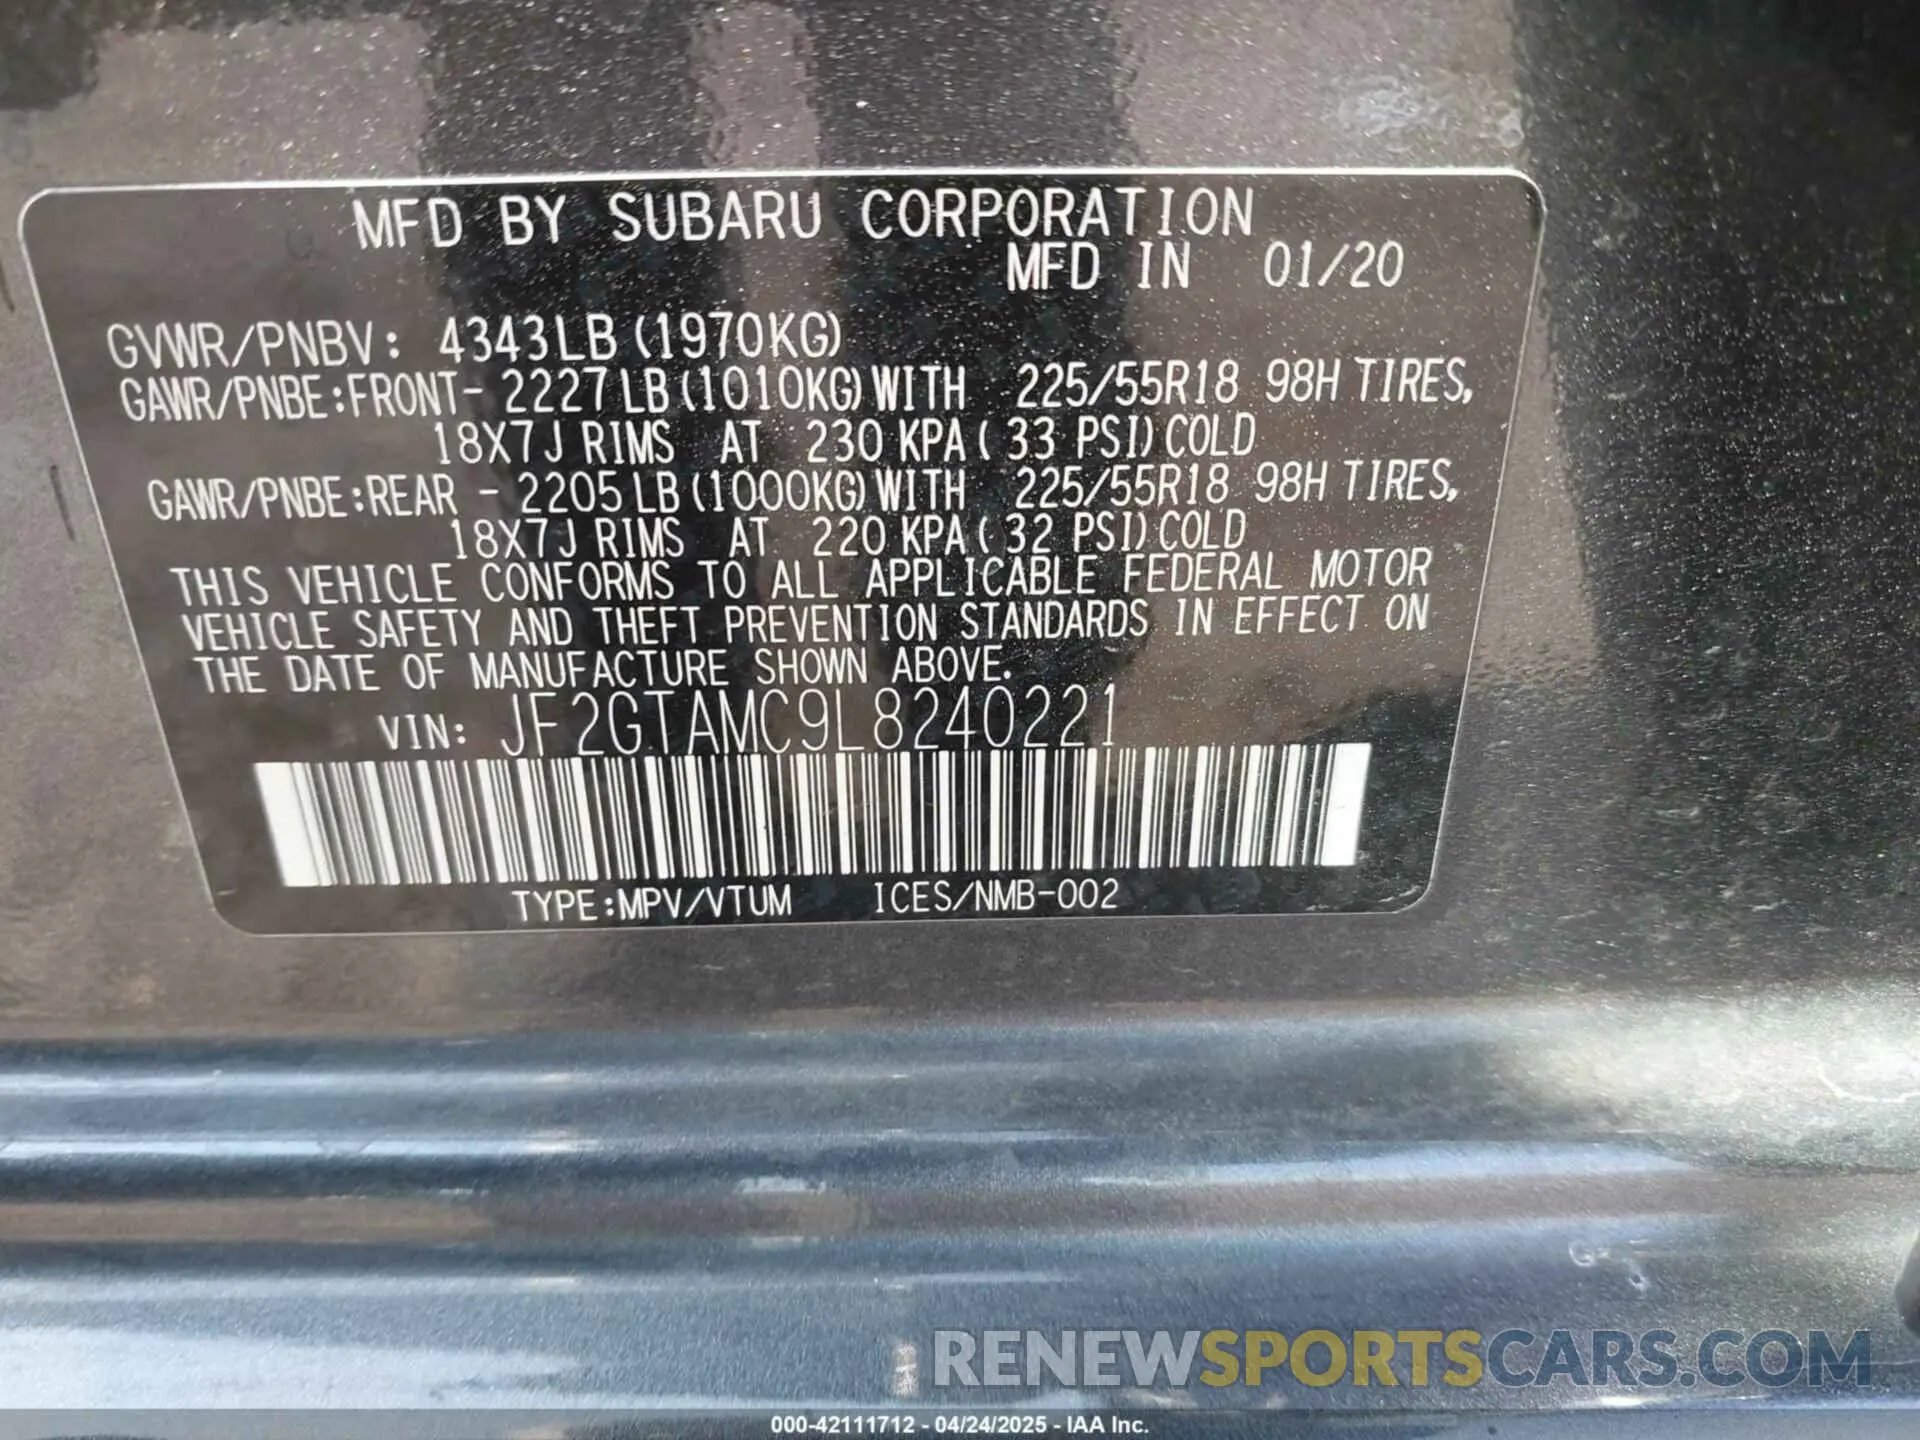 MFD BY SUBARU CORPORATION
MFD IN 01/20
GVWR/PNBV: 4343LB (1970KG)
GAWR/PNBE:FRONT- 2227LB(1010KG)WITH 225/55R18 98H TIRES,
18X7J RIMS AT 230 KPA( 33 PSI)COLD
GAWR/PNBE:REAR - 2205LB(1000KG)WITH 225/55R18 98H TIRES,
18X7J RIMS AT 220 KPA( 32 PSI)COLD
THIS VEHICLE CONFORMS TO ALL APPLICABLE FEDERAL MOTOR
VEHICLE SAFETY AND THEFT PREVENTION STANDARDS IN EFFECT ON
THE DATE OF MANUFACTURE SHOWN ABOVE.
VIN: JF2GTAMC9L8240221
TYPE:MPV/VTUM ICES/NMB-002
RENEWSPORTSCARS.COM
000-42111712 - 04/24/2025 - IAA Inc.